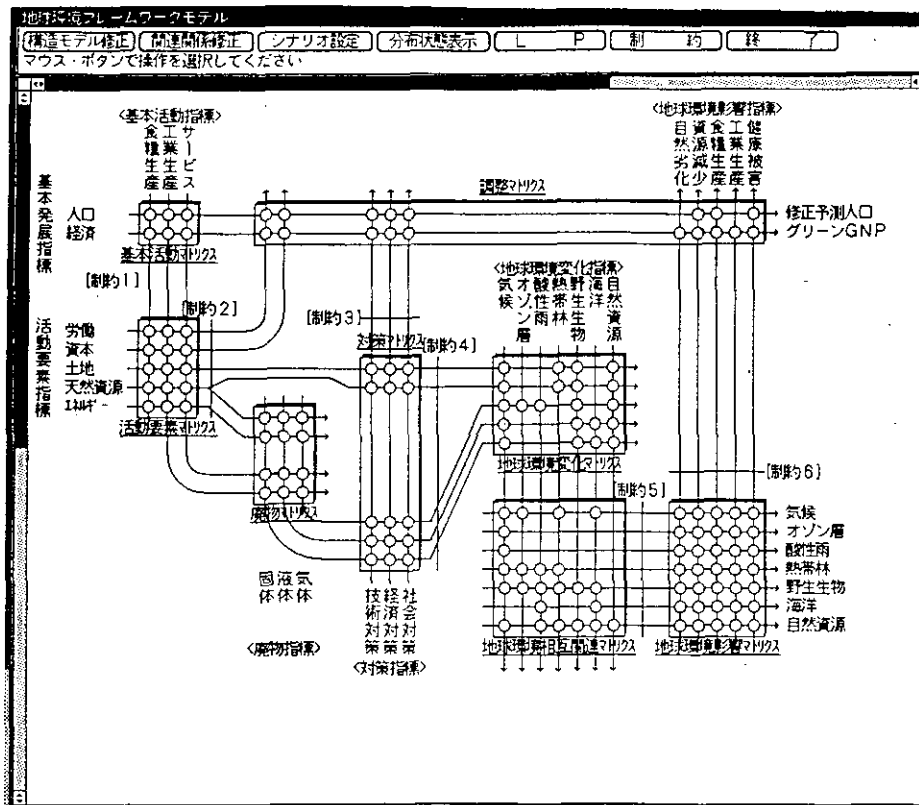 地球環境フレームワークモデル
構造モデル修正 関連関係修正 シナリオ設定 分布状態表示 L P 制 約 終 了
マウス・ボタンで操作を選択してください
<基本活動指標>
食糧生産
工業生産
サービス
<地球環境影響指標>
自然劣化
資源減少
食糧生産
工業生産
健康被害
基本発展指標
人口
経済
基本活動マトリクス
調整マトリクス
修正予測人口
グリーンGNP
[制約1]
[制約2]
[制約3]
[制約4]
<地球環境変化指標>
気候
オゾン層
酸性雨
熱帯林
野生生物
海洋
自然資源
活動要素指標
労働
資本
土地
天然資源
エネルギー
活動要素マトリクス
対策マトリクス
廃物マトリクス
地球環境変化マトリクス
[制約5]
[制約6]
気候
オゾン層
酸性雨
熱帯林
野生生物
海洋
自然資源
地球環境相互関連マトリクス
地球環境影響マトリクス
固体
液体
気体
<廃物指標>
技術対策
経済対策
社会対策
<対策指標>